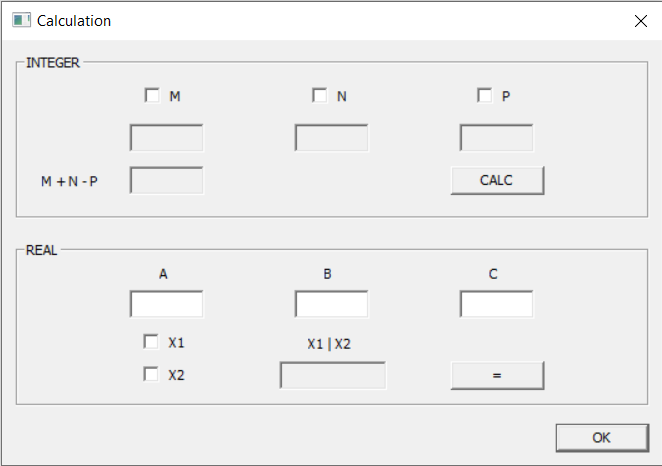 Calculation
INTEGER
M N P
M + N - P CALC
REAL
A B C
X1 X1 | X2
X2 =
OK